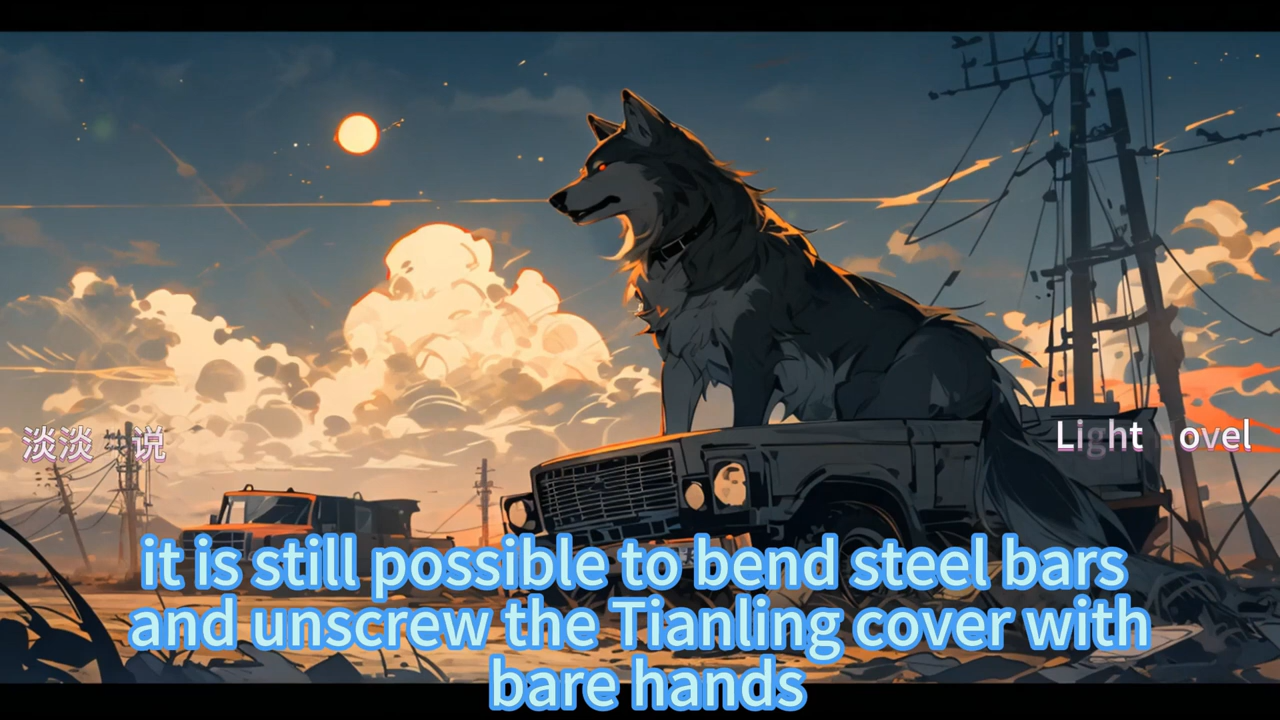 淡淡 说
Light ovel
it is still possible to bend steel bars
and unscrew the Tianling cover with
bare hands